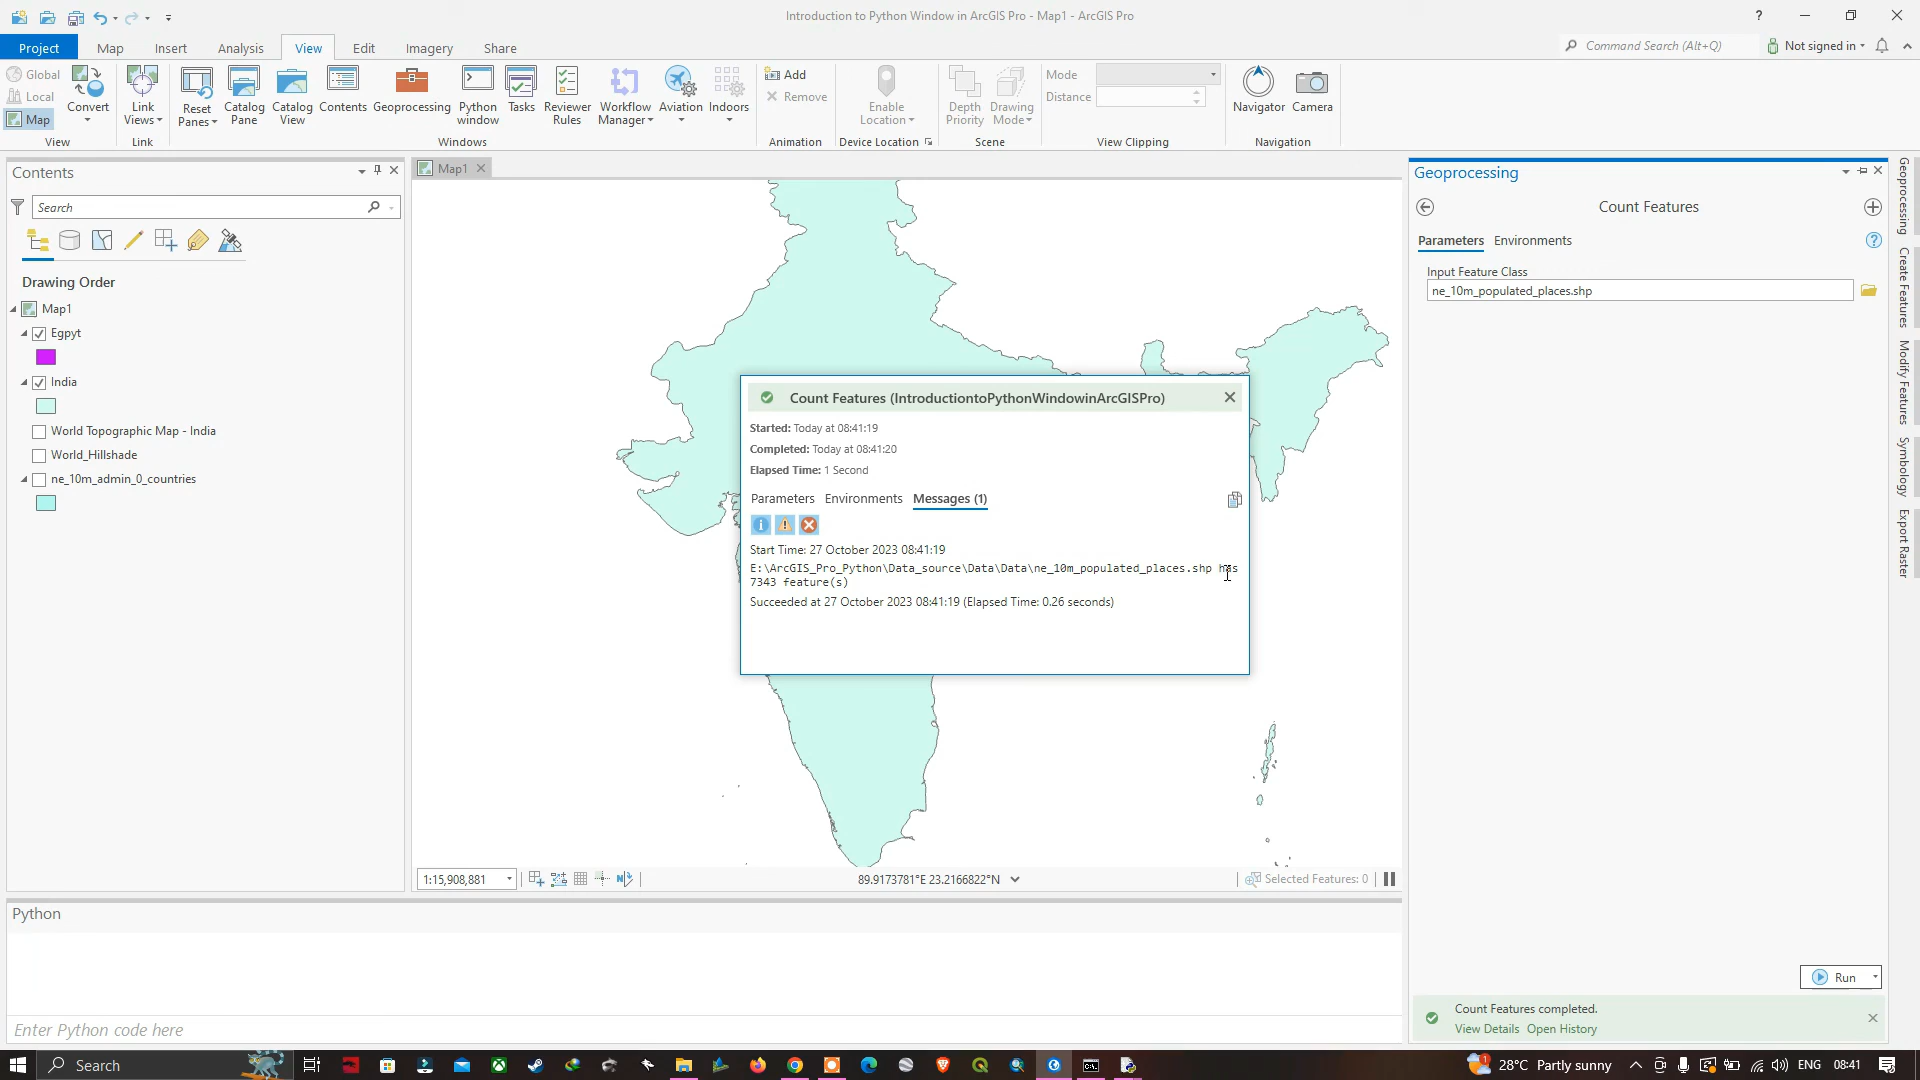 Introduction to Python Window in ArcGIS Pro - Map1 - ArcGIS Pro
?
Project Map Insert Analysis View Edit Imagery Share
Command Search (Alt+Q)
Not signed in
Global
Local
Map
Convert
View
Link Views
Link
Reset Panes
Catalog Pane
Catalog View
Contents
Geoprocessing
Python window
Tasks
Reviewer Rules
Workflow Manager
Aviation
Indoors
Windows
Add
Remove
Animation
Enable Location
Device Location
Depth Priority
Drawing Mode
Scene
Mode
Distance
View Clipping
Navigator
Camera
Navigation
Contents
Search
Drawing Order
Map1
Egpyt
India
World Topographic Map - India
World_Hillshade
ne_10m_admin_0_countries
Map1
Count Features (IntroductiontoPythonWindowinArcGISPro)
Started: Today at 08:41:19
Completed: Today at 08:41:20
Elapsed Time: 1 Second
Parameters Environments Messages (1)
Start Time: 27 October 2023 08:41:19
E:\ArcGIS_Pro_Python\Data_source\Data\Data\ne_10m_populated_places.shp has
7343 feature(s)
Succeeded at 27 October 2023 08:41:19 (Elapsed Time: 0.26 seconds)
1:15,908,881
89.9173781°E 23.2166822°N
Selected Features: 0
Geoprocessing
Count Features
Parameters Environments
?
Input Feature Class
ne_10m_populated_places.shp
Run
Count Features completed.
View Details Open History
Geoprocessing
Create Features
Modify Features
Symbology
Export Raster
Python
Enter Python code here
Search
1
28°C Partly sunny
ENG
08:41